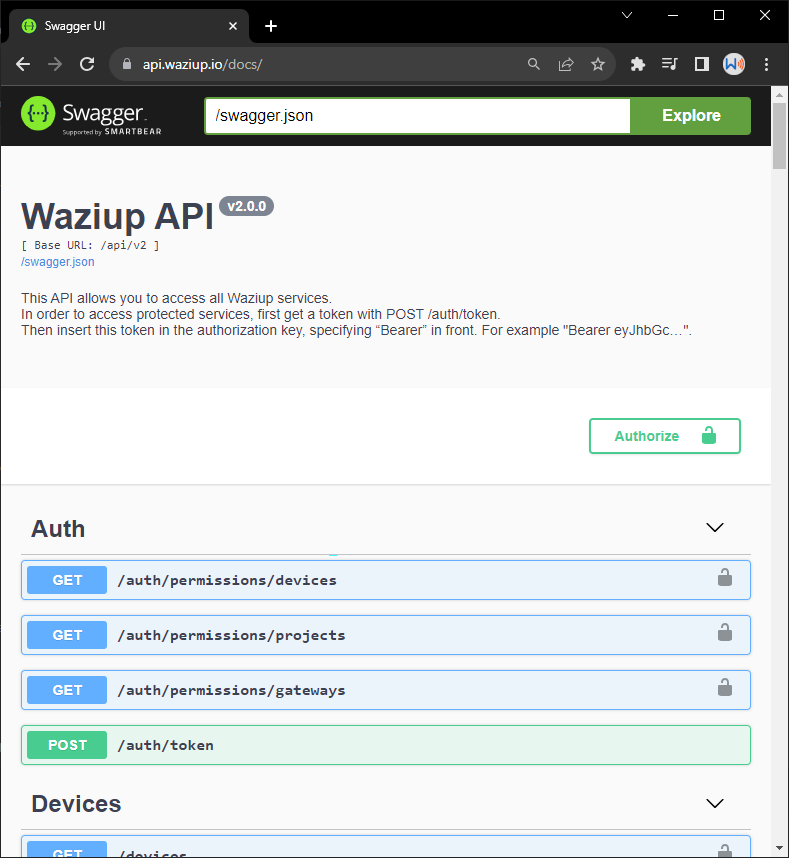 Swagger UI
api.waziup.io/docs/
Swagger
Supported by SMARTBEAR
/swagger.json
Explore
Waziup API v2.0.0
[ Base URL: /api/v2 ]
/swagger.json
This API allows you to access all Waziup services.
In order to access protected services, first get a token with POST /auth/token.
Then insert this token in the authorization key, specifying “Bearer” in front. For example "Bearer eyJhbGc…".
Authorize
Auth
GET /auth/permissions/devices
GET /auth/permissions/projects
GET /auth/permissions/gateways
POST /auth/token
Devices
GET /devices